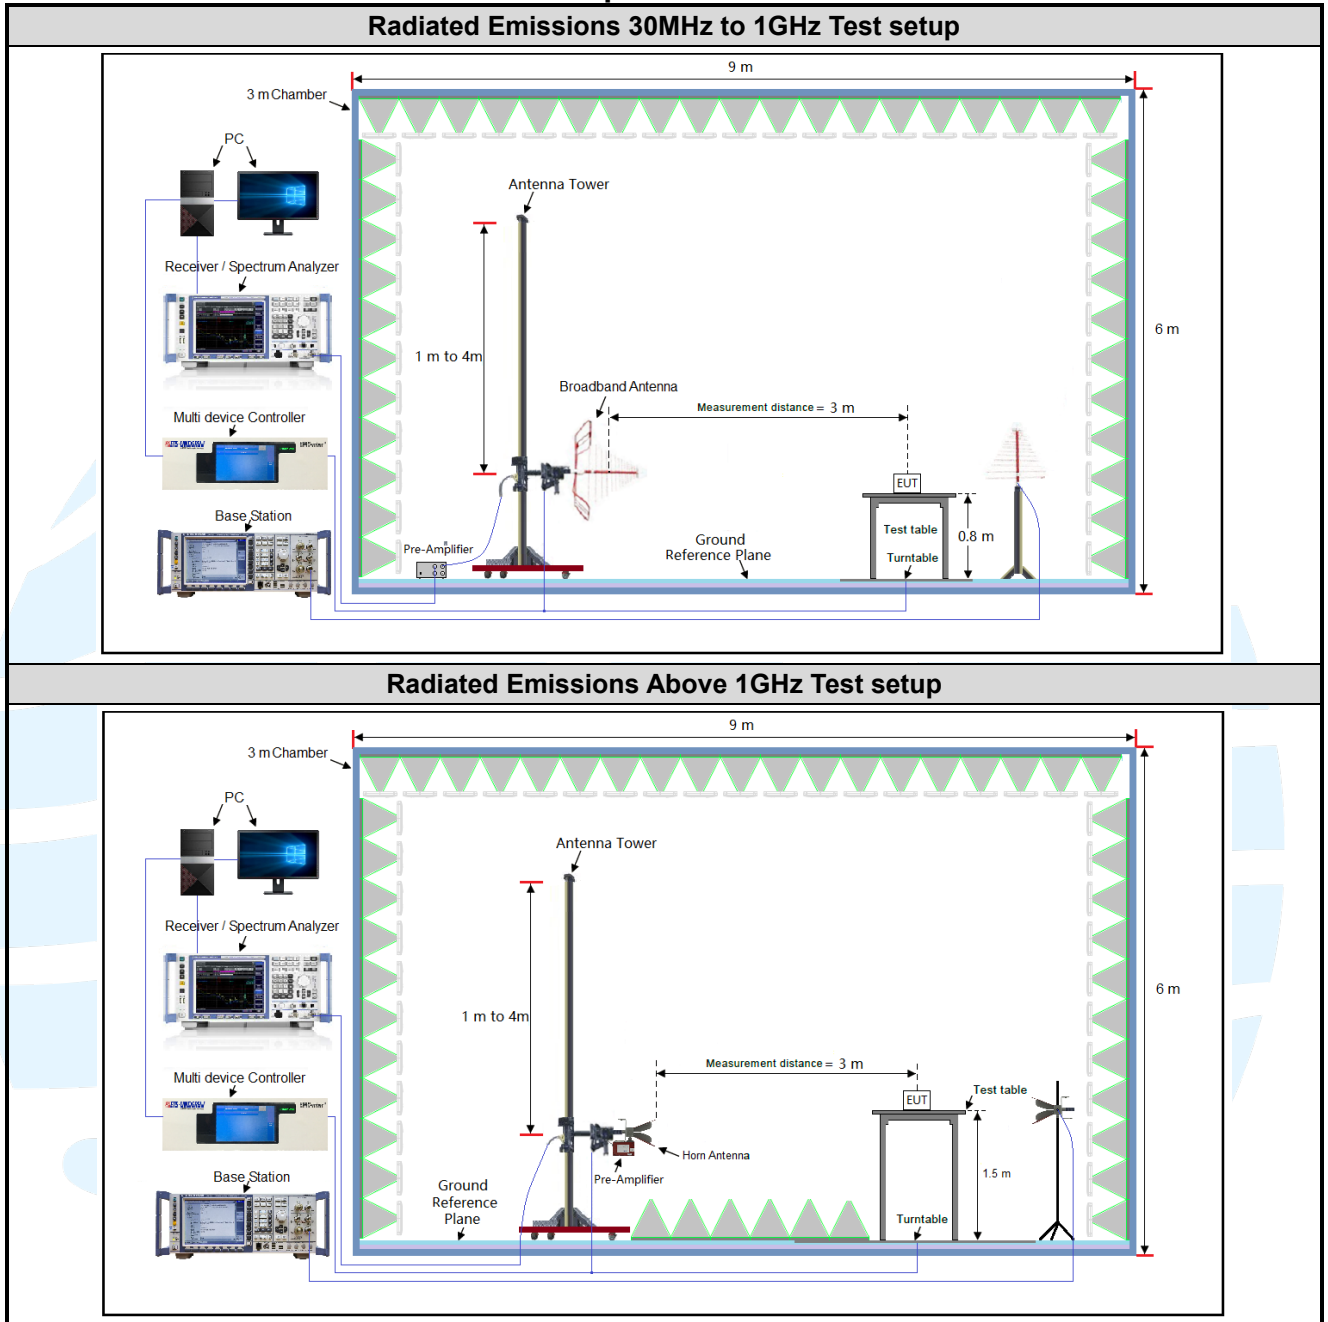 Radiated Emissions 30MHz to 1GHz Test setup
9 m
3 m Chamber
PC
Antenna Tower
Receiver / Spectrum Analyzer
6 m
1 m to 4m
Broadband Antenna
Measurement distance = 3 m
Multi device Controller
EUT
Base Station
Test table
0.8 m
Ground
Reference Plane
Pre-Amplifier
Turntable
Radiated Emissions Above 1GHz Test setup
9 m
3 m Chamber
PC
Antenna Tower
Receiver / Spectrum Analyzer
6 m
1 m to 4m
Measurement distance = 3 m
Multi device Controller
EUT
Test table
Horn Antenna
Pre-Amplifier
1.5 m
Base Station
Ground
Reference
Plane
Turntable